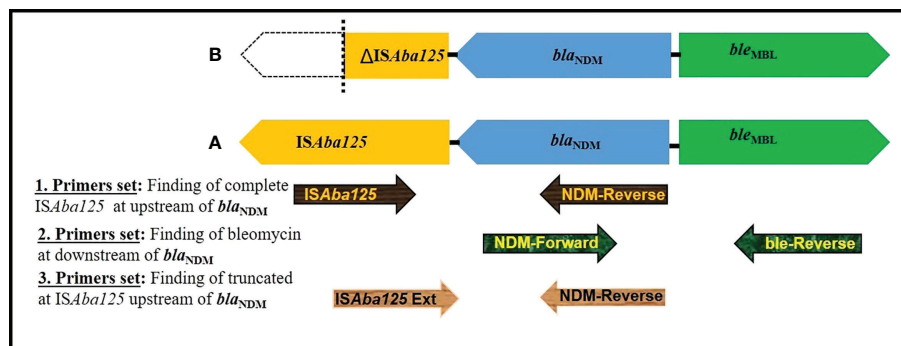 B
ΔISAba125
blaNDM
bleMBL
A
ISAba125
blaNDM
bleMBL
1. Primers set: Finding of complete
ISAba125 at upstream of blaNDM
ISAba125
NDM-Reverse
2. Primers set: Finding of bleomycin
at downstream of blaNDM
NDM-Forward
ble-Reverse
3. Primers set: Finding of truncated
at ISAba125 upstream of blaNDM
ISAba125 Ext
NDM-Reverse